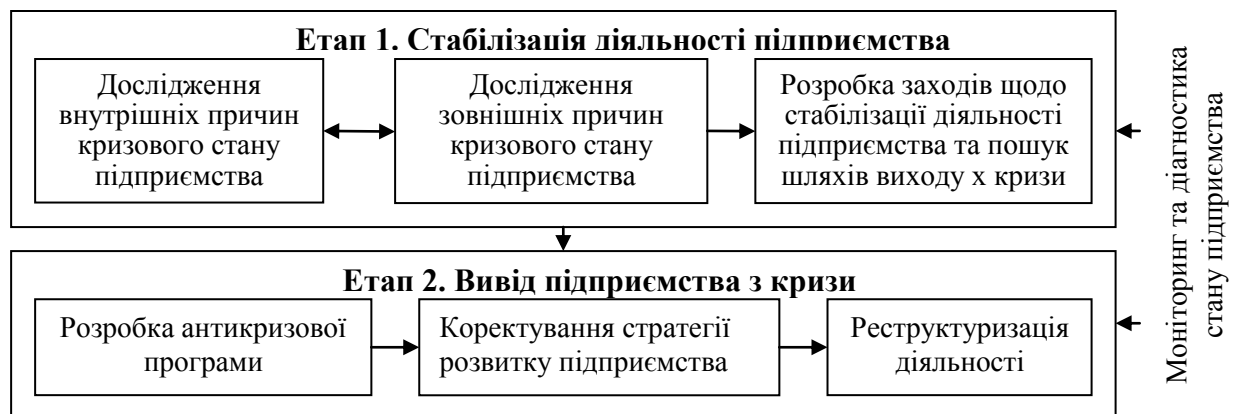 Етап 1. Стабілізація діяльності підприємства
Дослідження
внутрішніх причин
кризового стану
підприємства
Дослідження
зовнішніх причин
кризового стану
підприємства
Розробка заходів щодо
стабілізації діяльності
підприємства та пошук
шляхів виходу х кризи
Етап 2. Вивід підприємства з кризи
Розробка антикризової
програми
Коректування стратегії
розвитку підприємства
Реструктуризація
діяльності
Моніторинг та діагностика
стану підприємства